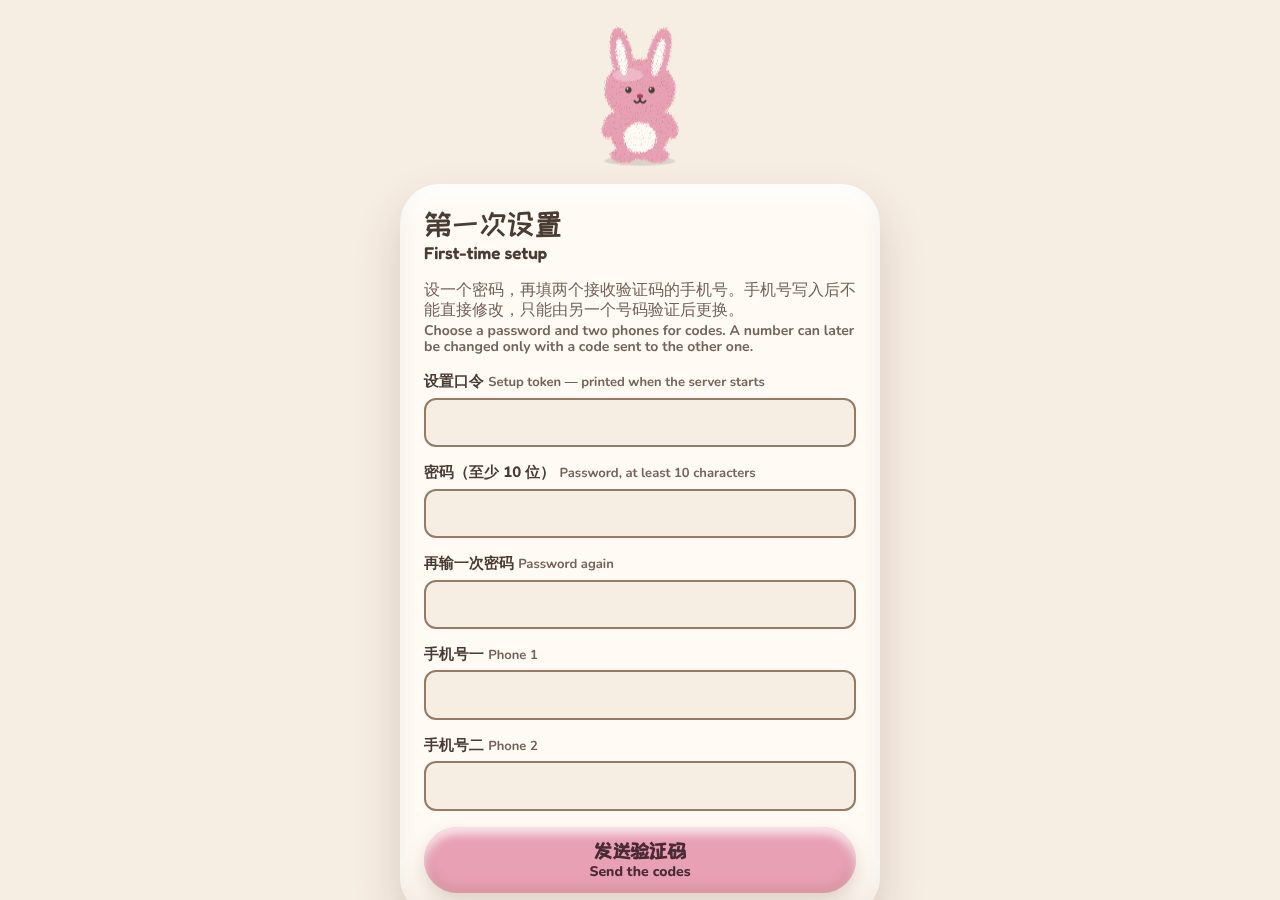 第一次设置
First-time setup
设一个密码，再填两个接收验证码的手机号。手机号写入后不
能直接修改，只能由另一个号码验证后更换。
Choose a password and two phones for codes. A number can later
be changed only with a code sent to the other one.
设置口令 Setup token — printed when the server starts
密码（至少 10 位） Password, at least 10 characters
再输一次密码 Password again
手机号一 Phone 1
手机号二 Phone 2
发送验证码
Send the codes